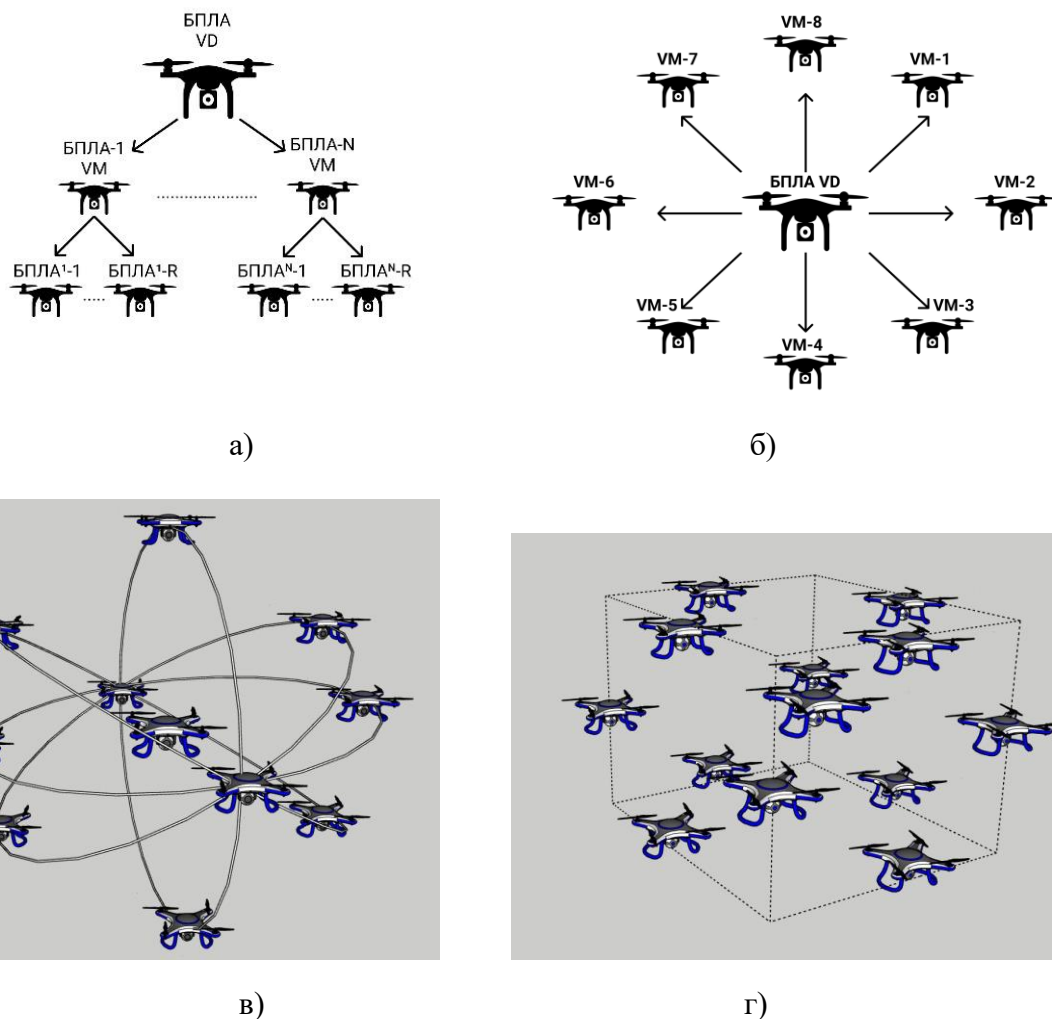 БПЛА
VD
БПЛА-1
VM
БПЛА-N
VM
БПЛА¹-1
БПЛА¹-R
БПЛАᴺ-1
БПЛАᴺ-R
а)
VM-8
VM-7
VM-1
VM-6
БПЛА VD
VM-2
VM-5
VM-3
VM-4
б)
в)
г)